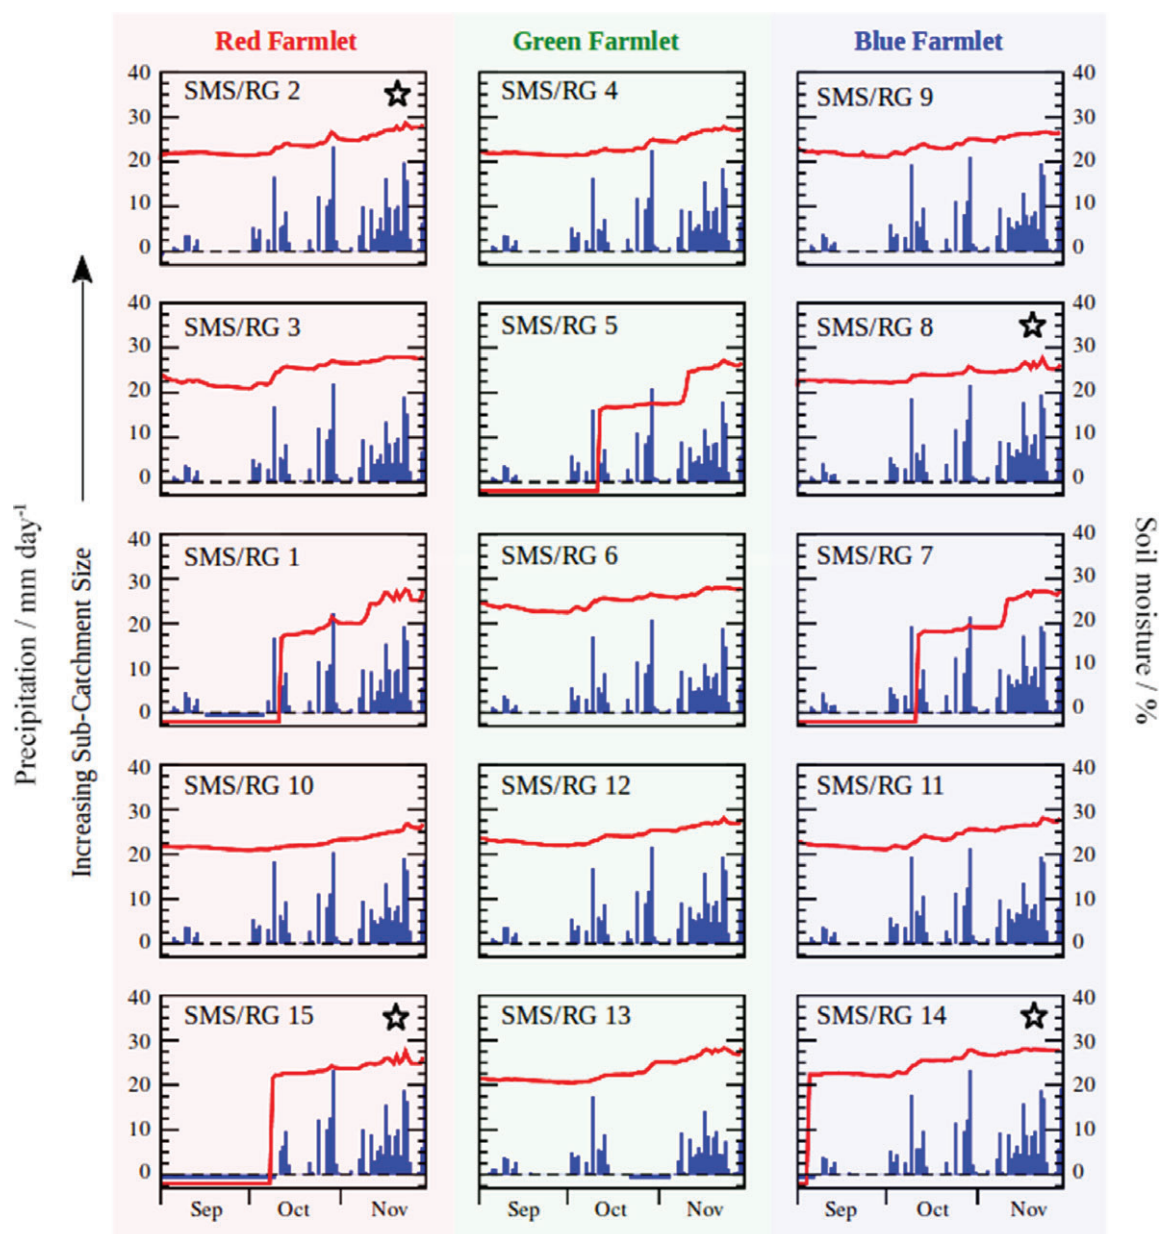 Red Farmlet Green Farmlet Blue Farmlet
40 SMS/RG 2 SMS/RG 4 SMS/RG 9 40
30 30
20 20
10 10
0 0
40 SMS/RG 3 SMS/RG 5 SMS/RG 8 40
30 30
20 20
10 10
0 0
40 SMS/RG 1 SMS/RG 6 SMS/RG 7 40
30 30
20 20
10 10
0 0
40 SMS/RG 10 SMS/RG 12 SMS/RG 11 40
30 30
20 20
10 10
0 0
40 SMS/RG 15 SMS/RG 13 SMS/RG 14 40
30 30
20 20
10 10
0 0
Sep Oct Nov Sep Oct Nov Sep Oct Nov
Precipitation / mm day⁻¹
Increasing Sub-Catchment Size
Soil moisture / %